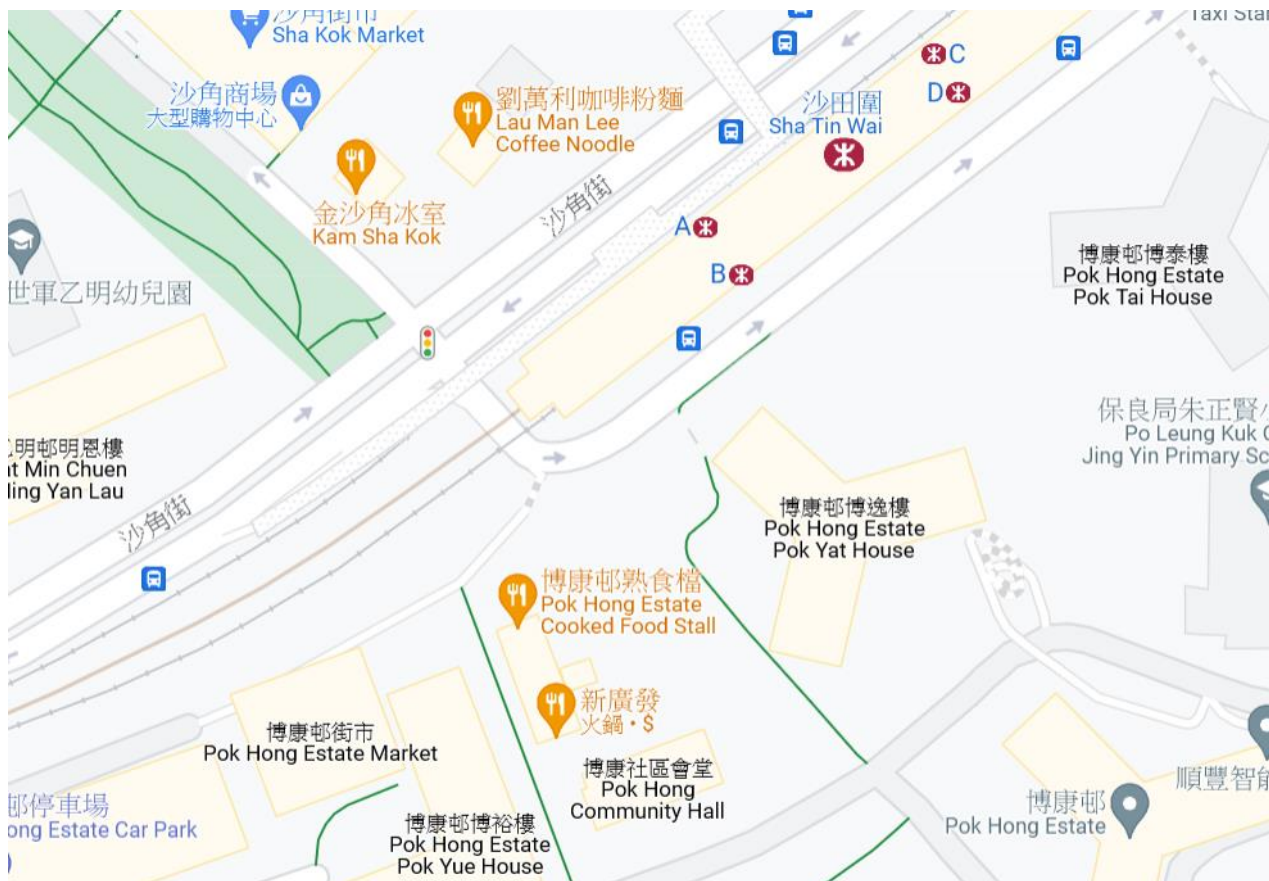 沙角街市
Sha Kok Market
沙角商場
大型購物中心
劉萬利咖啡粉麵
Lau Man Lee
Coffee Noodle
金沙角冰室
Kam Sha Kok
沙角街
沙田圍
Sha Tin Wai
C
D
A
B
Taxi Star
世軍乙明幼兒園
博康邨博泰樓
Pok Hong Estate
Pok Tai House
保良局朱正賢小
Po Leung Kuk C
Jing Yin Primary Sc
乙明邨明恩樓
at Min Chuen
Ming Yan Lau
沙角街
博康邨博逸樓
Pok Hong Estate
Pok Yat House
博康邨熟食檔
Pok Hong Estate
Cooked Food Stall
新廣發
火鍋・$
博康邨街市
Pok Hong Estate Market
博康社區會堂
Pok Hong
Community Hall
邨停車場
ong Estate Car Park
博康邨博裕樓
Pok Hong Estate
Pok Yue House
博康邨
Pok Hong Estate
順豐智能